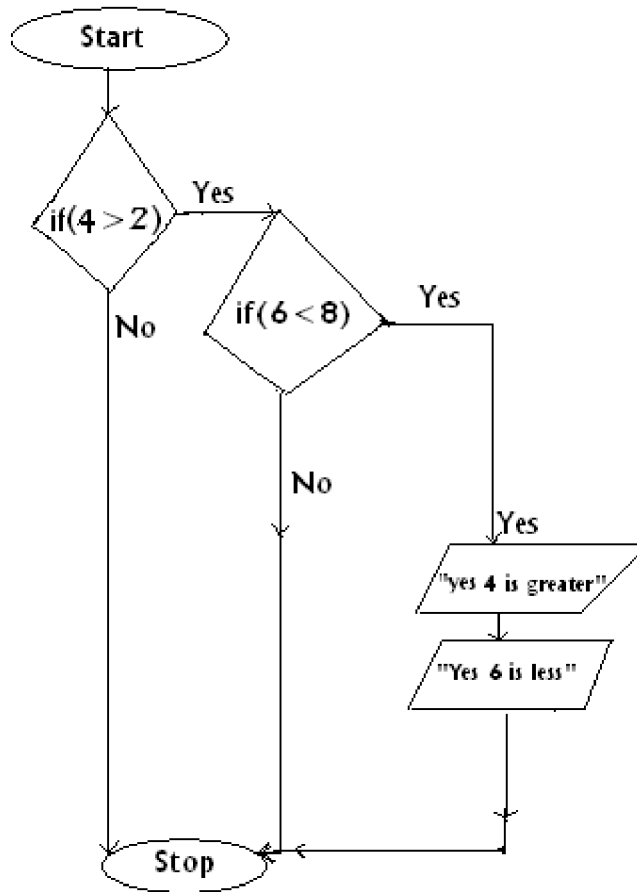 Start
if(4>2)
Yes
No
if(6<8)
Yes
No
Yes
"yes 4 is greater"
"Yes 6 is less"
Stop